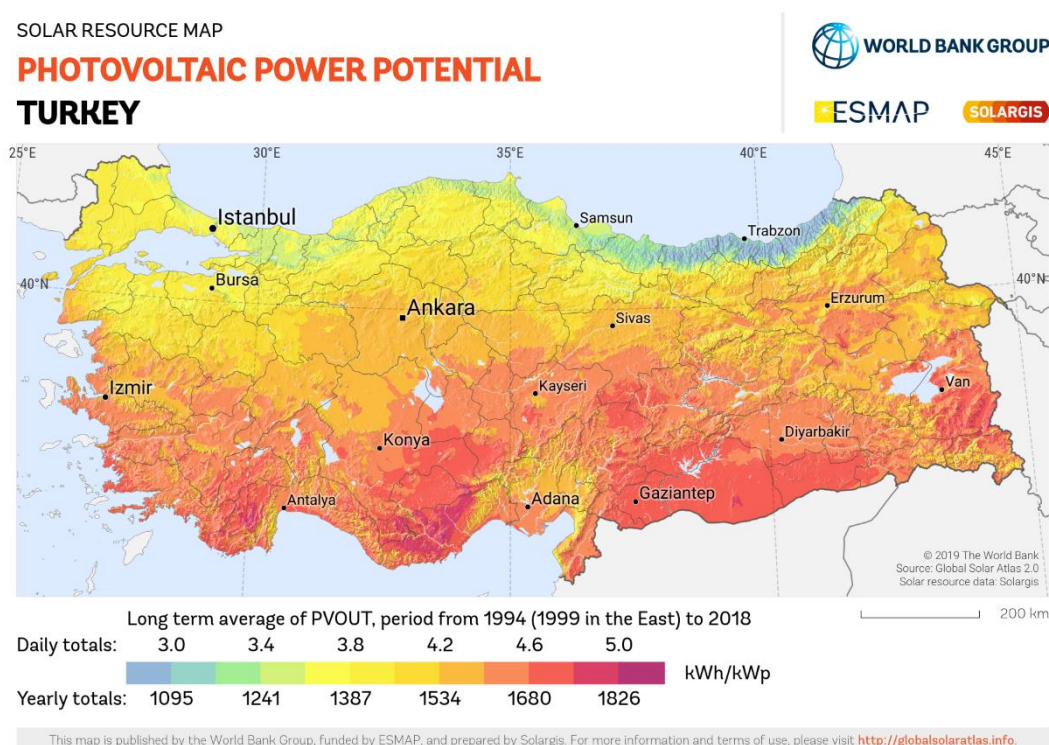 SOLAR RESOURCE MAP
PHOTOVOLTAIC POWER POTENTIAL
TURKEY
WORLD BANK GROUP
ESMAP
SOLARGIS
25°E 30°E 35°E 40°E 45°E
Istanbul
Samsun
Trabzon
40°N
Bursa
40°N
Ankara
Erzurum
Sivas
Izmir
Kayseri
Van
Konya
Diyarbakir
Antalya
Adana
Gaziantep
© 2019 The World Bank
Source: Global Solar Atlas 2.0
Solar resource data: Solargis
Long term average of PVOUT, period from 1994 (1999 in the East) to 2018
200 km
Daily totals: 3.0 3.4 3.8 4.2 4.6 5.0
kWh/kWp
Yearly totals: 1095 1241 1387 1534 1680 1826
This map is published by the World Bank Group, funded by ESMAP, and prepared by Solargis. For more information and terms of use, please visit http://globalsolaratlas.info.